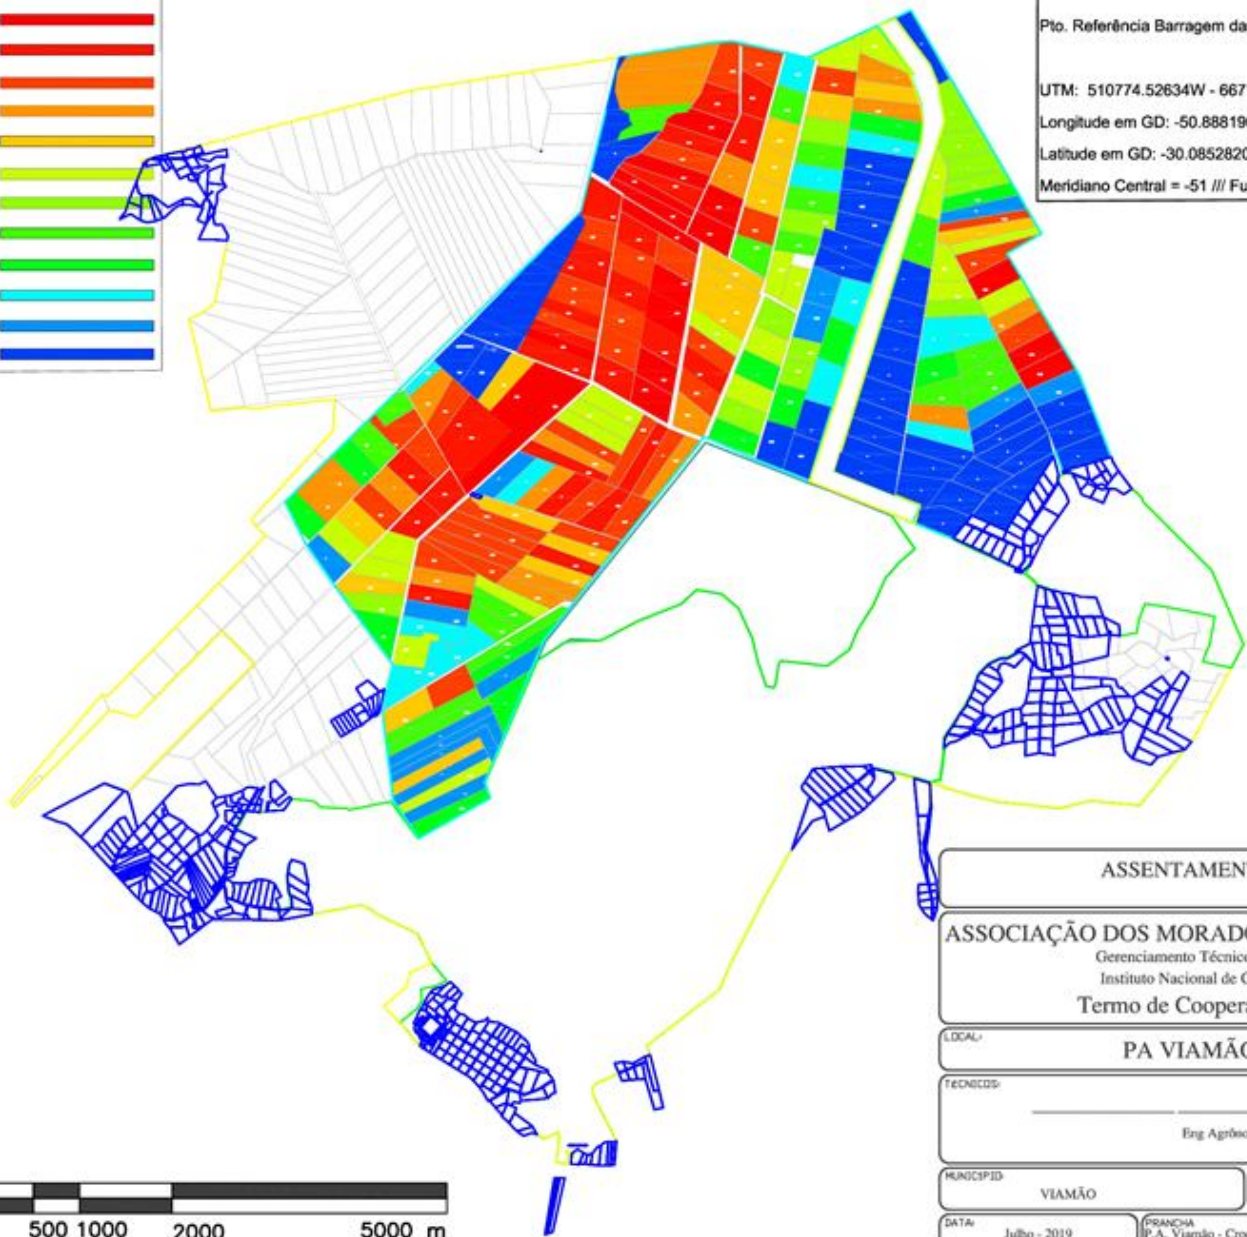 Pto. Referência Barragem da
UTM: 510774.52634W - 667
Longitude em GD: -50.888190
Latitude em GD: -30.0852820
Meridiano Central = -51 /// Fu
ASSENTAMEN
ASSOCIAÇÃO DOS MORADO
Gerenciamento Técnico
Instituto Nacional de C
Termo de Coopera
LOCAL:
PA VIAMÃO
TÉCNICOS:
Eng Agrôno
MUNICÍPIO:
VIAMÃO
DATA:
Julho - 2019
PRANCHA
P.A. Viamão - Cro
500 1000 2000 5000 m